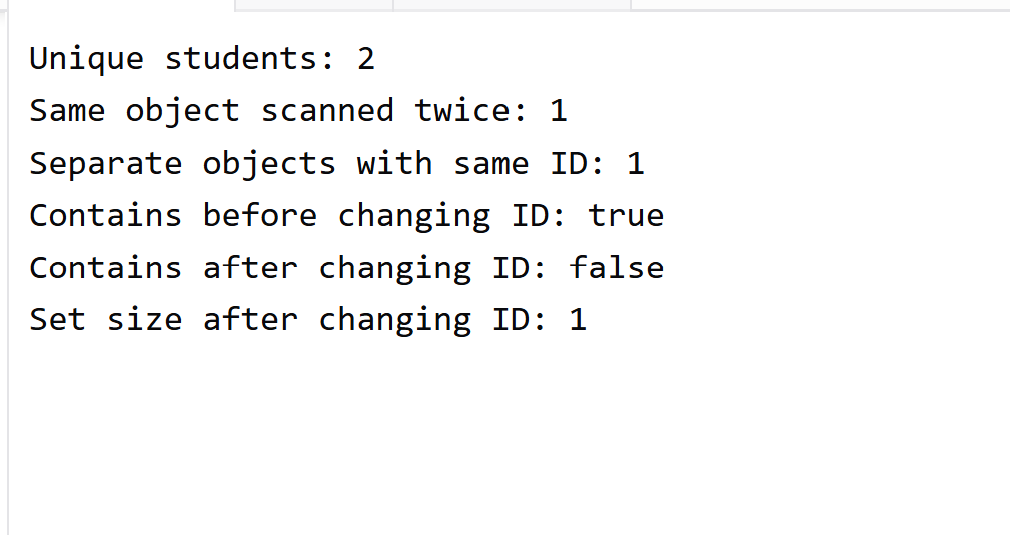 Unique students: 2
Same object scanned twice: 1
Separate objects with same ID: 1
Contains before changing ID: true
Contains after changing ID: false
Set size after changing ID: 1